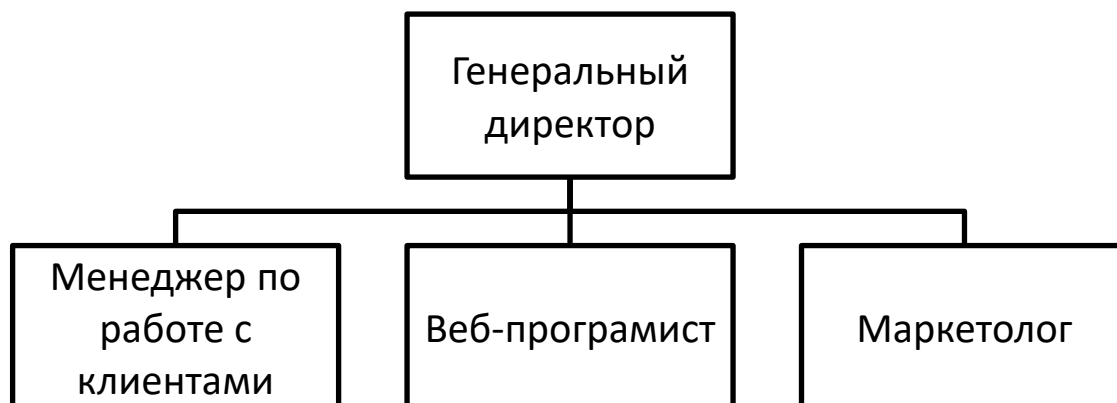 Генеральный
директор
Менеджер по
работе с
клиентами
Веб-програмист
Маркетолог